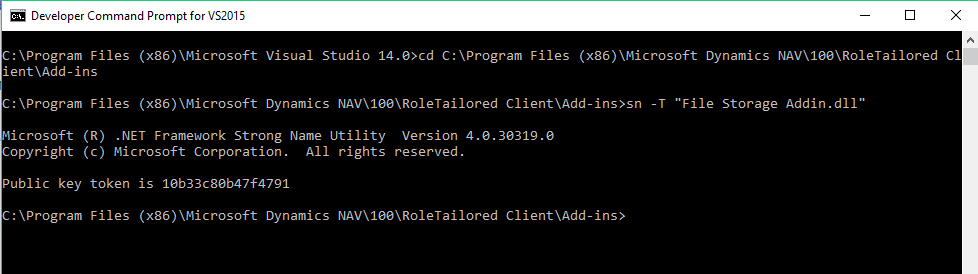 Developer Command Prompt for VS2015
C:\Program Files (x86)\Microsoft Visual Studio 14.0>cd C:\Program Files (x86)\Microsoft Dynamics NAV\100\RoleTailored Cl
ient\Add-ins
C:\Program Files (x86)\Microsoft Dynamics NAV\100\RoleTailored Client\Add-ins>sn -T "File Storage Addin.dll"
Microsoft (R) .NET Framework Strong Name Utility  Version 4.0.30319.0
Copyright (c) Microsoft Corporation.  All rights reserved.
Public key token is 10b33c80b47f4791
C:\Program Files (x86)\Microsoft Dynamics NAV\100\RoleTailored Client\Add-ins>